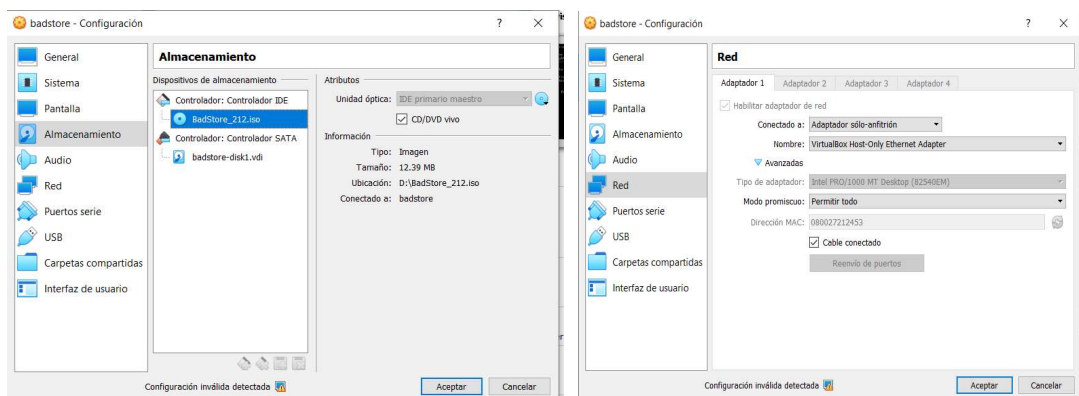 badstore - Configuración
?
×
General
Sistema
Pantalla
Almacenamiento
Audio
Red
Puertos serie
USB
Carpetas compartidas
Interfaz de usuario
Almacenamiento
Dispositivos de almacenamiento
Controlador: Controlador IDE
BadStore_212.iso
Controlador: Controlador SATA
badstore-disk1.vdi
Atributos
Unidad óptica: IDE primario maestro
CD/DVD vivo
Información
Tipo: Imagen
Tamaño: 12.39 MB
Ubicación: D:\BadStore_212.iso
Conectado a: badstore
Configuración inválida detectada
Aceptar
Cancelar
badstore - Configuración
?
×
General
Sistema
Pantalla
Almacenamiento
Audio
Red
Puertos serie
USB
Carpetas compartidas
Interfaz de usuario
Red
Adaptador 1 Adaptador 2 Adaptador 3 Adaptador 4
Habilitar adaptador de red
Conectado a: Adaptador sólo-anfitrión
Nombre: VirtualBox Host-Only Ethernet Adapter
Avanzadas
Tipo de adaptador: Intel PRO/1000 MT Desktop (82540EM)
Modo promiscuo: Permitir todo
Dirección MAC: 080027212453
Cable conectado
Reenvío de puertos
Configuración inválida detectada
Aceptar
Cancelar